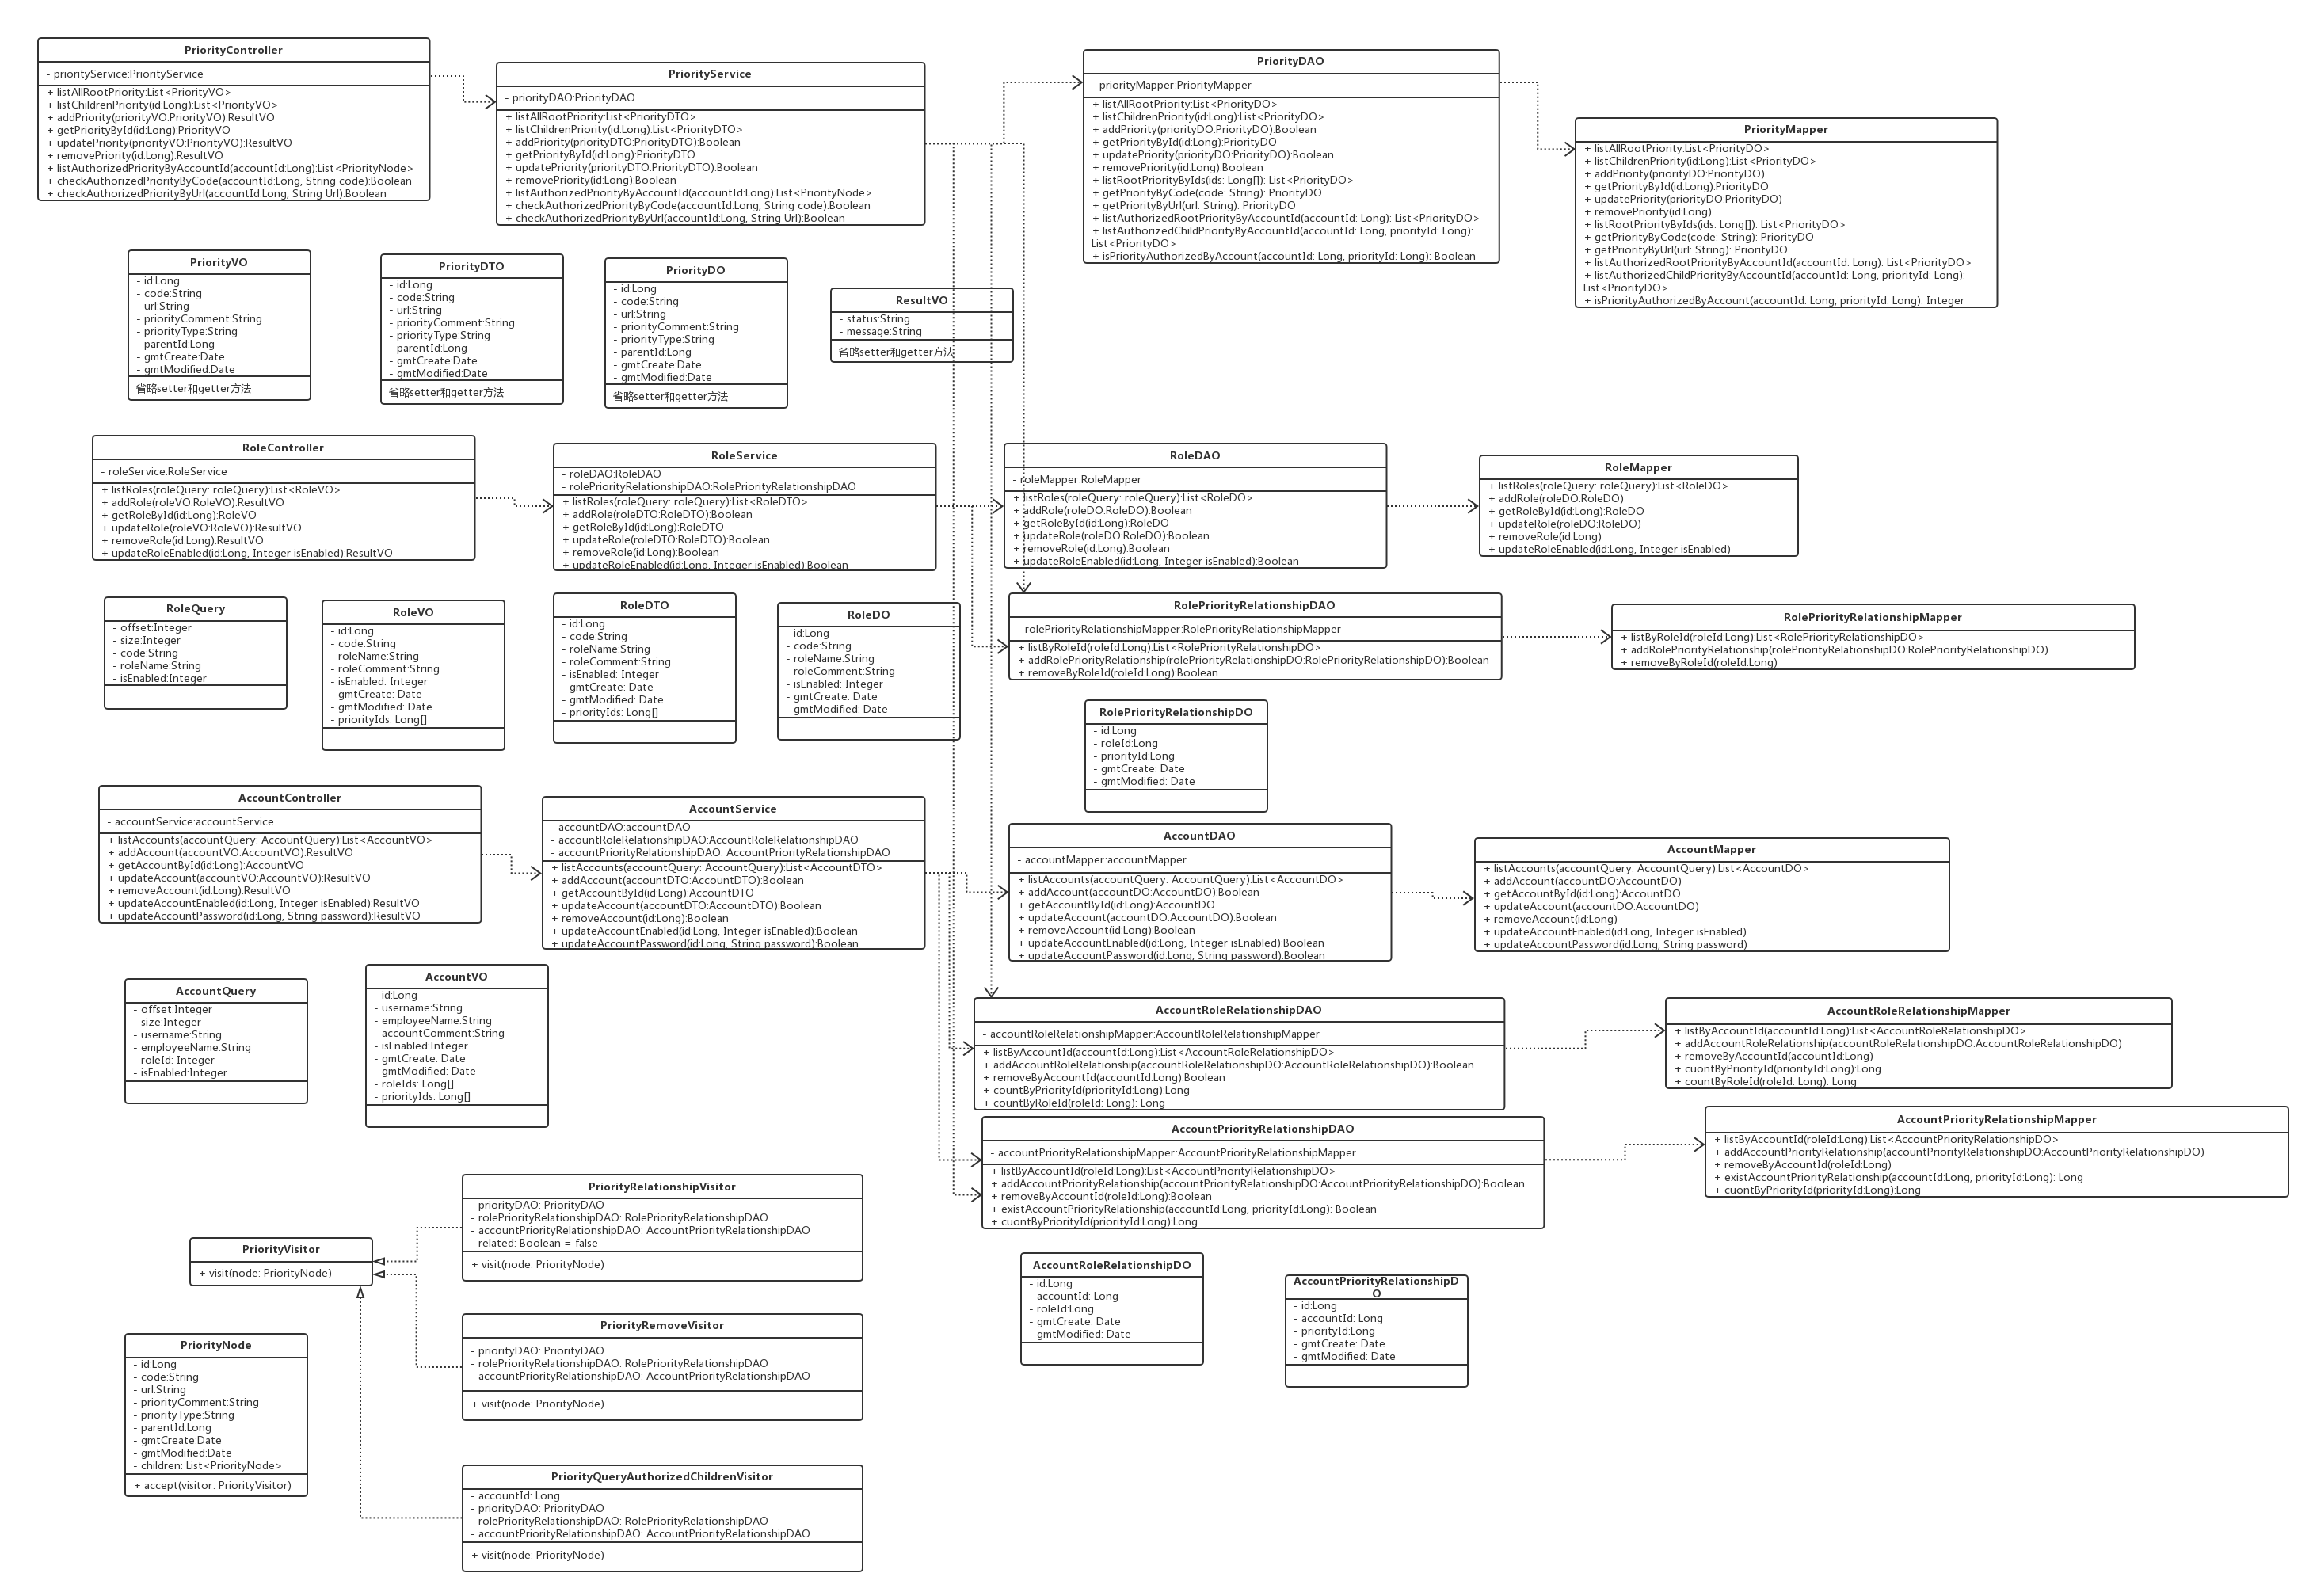 PriorityController
- priorityService:PriorityService
+ listAllRootPriority:List<PriorityVO>
+ listChildrenPriority(id:Long):List<PriorityVO>
+ addPriority(priorityVO:PriorityVO):ResultVO
+ getPriorityById(id:Long):PriorityVO
+ updatePriority(priorityVO:PriorityVO):ResultVO
+ removePriority(id:Long):ResultVO
+ listAuthorizedPriorityByAccountId(accountId:Long):List<PriorityNode>
+ checkAuthorizedPriorityByCode(accountId:Long, String code):Boolean
+ checkAuthorizedPriorityByUrl(accountId:Long, String Url):Boolean
PriorityService
- priorityDAO:PriorityDAO
+ listAllRootPriority:List<PriorityDTO>
+ listChildrenPriority(id:Long):List<PriorityDTO>
+ addPriority(priorityDTO:PriorityDTO):Boolean
+ getPriorityById(id:Long):PriorityDTO
+ updatePriority(priorityDTO:PriorityDTO):Boolean
+ removePriority(id:Long):Boolean
+ listAuthorizedPriorityByAccountId(accountId:Long):List<PriorityNode>
+ checkAuthorizedPriorityByCode(accountId:Long, String code):Boolean
+ checkAuthorizedPriorityByUrl(accountId:Long, String Url):Boolean
PriorityDAO
- priorityMapper:PriorityMapper
+ listAllRootPriority:List<PriorityDO>
+ listChildrenPriority(id:Long):List<PriorityDO>
+ addPriority(priorityDO:PriorityDO):Boolean
+ getPriorityById(id:Long):PriorityDO
+ updatePriority(priorityDO:PriorityDO):Boolean
+ removePriority(id:Long):Boolean
+ listRootPriorityByIds(ids: Long[]): List<PriorityDO>
+ getPriorityByCode(code: String): PriorityDO
+ getPriorityByUrl(url: String): PriorityDO
+ listAuthorizedRootPriorityByAccountId(accountId: Long): List<PriorityDO>
+ listAuthorizedChildPriorityByAccountId(accountId: Long, priorityId: Long):
List<PriorityDO>
+ isPriorityAuthorizedByAccount(accountId: Long, priorityId: Long): Boolean
PriorityMapper
+ listAllRootPriority:List<PriorityDO>
+ listChildrenPriority(id:Long):List<PriorityDO>
+ addPriority(priorityDO:PriorityDO)
+ getPriorityById(id:Long):PriorityDO
+ updatePriority(priorityDO:PriorityDO)
+ removePriority(id:Long)
+ listRootPriorityByIds(ids: Long[]): List<PriorityDO>
+ getPriorityByCode(code: String): PriorityDO
+ getPriorityByUrl(url: String): PriorityDO
+ listAuthorizedRootPriorityByAccountId(accountId: Long): List<PriorityDO>
+ listAuthorizedChildPriorityByAccountId(accountId: Long, priorityId: Long):
List<PriorityDO>
+ isPriorityAuthorizedByAccount(accountId: Long, priorityId: Long): Integer
PriorityVO
- id:Long
- code:String
- url:String
- priorityComment:String
- priorityType:String
- parentId:Long
- gmtCreate:Date
- gmtModified:Date
省略setter和getter方法
PriorityDTO
- id:Long
- code:String
- url:String
- priorityComment:String
- priorityType:String
- parentId:Long
- gmtCreate:Date
- gmtModified:Date
省略setter和getter方法
PriorityDO
- id:Long
- code:String
- url:String
- priorityComment:String
- priorityType:String
- parentId:Long
- gmtCreate:Date
- gmtModified:Date
省略setter和getter方法
ResultVO
- status:String
- message:String
省略setter和getter方法
RoleController
- roleService:RoleService
+ listRoles(roleQuery: roleQuery):List<RoleVO>
+ addRole(roleVO:RoleVO):ResultVO
+ getRoleById(id:Long):RoleVO
+ updateRole(roleVO:RoleVO):ResultVO
+ removeRole(id:Long):ResultVO
+ updateRoleEnabled(id:Long, Integer isEnabled):ResultVO
RoleService
- roleDAO:RoleDAO
- rolePriorityRelationshipDAO:RolePriorityRelationshipDAO
+ listRoles(roleQuery: roleQuery):List<RoleDTO>
+ addRole(roleDTO:RoleDTO):Boolean
+ getRoleById(id:Long):RoleDTO
+ updateRole(roleDTO:RoleDTO):Boolean
+ removeRole(id:Long):Boolean
+ updateRoleEnabled(id:Long, Integer isEnabled):Boolean
RoleDAO
- roleMapper:RoleMapper
+ listRoles(roleQuery: roleQuery):List<RoleDO>
+ addRole(roleDO:RoleDO):Boolean
+ getRoleById(id:Long):RoleDO
+ updateRole(roleDO:RoleDO):Boolean
+ removeRole(id:Long):Boolean
+ updateRoleEnabled(id:Long, Integer isEnabled):Boolean
RoleMapper
+ listRoles(roleQuery: roleQuery):List<RoleDO>
+ addRole(roleDO:RoleDO)
+ getRoleById(id:Long):RoleDO
+ updateRole(roleDO:RoleDO)
+ removeRole(id:Long)
+ updateRoleEnabled(id:Long, Integer isEnabled)
RoleQuery
- offset:Integer
- size:Integer
- code:String
- roleName:String
- isEnabled:Integer
RoleVO
- id:Long
- code:String
- roleName:String
- roleComment:String
- isEnabled: Integer
- gmtCreate: Date
- gmtModified: Date
- priorityIds: Long[]
RoleDTO
- id:Long
- code:String
- roleName:String
- roleComment:String
- isEnabled: Integer
- gmtCreate: Date
- gmtModified: Date
- priorityIds: Long[]
RoleDO
- id:Long
- code:String
- roleName:String
- roleComment:String
- isEnabled: Integer
- gmtCreate: Date
- gmtModified: Date
RolePriorityRelationshipDAO
- rolePriorityRelationshipMapper:RolePriorityRelationshipMapper
+ listByRoleId(roleId:Long):List<RolePriorityRelationshipDO>
+ addRolePriorityRelationship(rolePriorityRelationshipDO:RolePriorityRelationshipDO):Boolean
+ removeByRoleId(roleId:Long):Boolean
RolePriorityRelationshipMapper
+ listByRoleId(roleId:Long):List<RolePriorityRelationshipDO>
+ addRolePriorityRelationship(rolePriorityRelationshipDO:RolePriorityRelationshipDO)
+ removeByRoleId(roleId:Long)
RolePriorityRelationshipDO
- id:Long
- roleId:Long
- priorityId:Long
- gmtCreate: Date
- gmtModified: Date
AccountController
- accountService:accountService
+ listAccounts(accountQuery: AccountQuery):List<AccountVO>
+ addAccount(accountVO:AccountVO):ResultVO
+ getAccountById(id:Long):AccountVO
+ updateAccount(accountVO:AccountVO):ResultVO
+ removeAccount(id:Long):ResultVO
+ updateAccountEnabled(id:Long, Integer isEnabled):ResultVO
+ updateAccountPassword(id:Long, String password):ResultVO
AccountService
- accountDAO:accountDAO
- accountRoleRelationshipDAO:AccountRoleRelationshipDAO
- accountPriorityRelationshipDAO: AccountPriorityRelationshipDAO
+ listAccounts(accountQuery: AccountQuery):List<AccountDTO>
+ addAccount(accountDTO:AccountDTO):Boolean
+ getAccountById(id:Long):AccountDTO
+ updateAccount(accountDTO:AccountDTO):Boolean
+ removeAccount(id:Long):Boolean
+ updateAccountEnabled(id:Long, Integer isEnabled):Boolean
+ updateAccountPassword(id:Long, String password):Boolean
AccountDAO
- accountMapper:accountMapper
+ listAccounts(accountQuery: AccountQuery):List<AccountDO>
+ addAccount(accountDO:AccountDO):Boolean
+ getAccountById(id:Long):AccountDO
+ updateAccount(accountDO:AccountDO):Boolean
+ removeAccount(id:Long):Boolean
+ updateAccountEnabled(id:Long, Integer isEnabled):Boolean
+ updateAccountPassword(id:Long, String password):Boolean
AccountMapper
+ listAccounts(accountQuery: AccountQuery):List<AccountDO>
+ addAccount(accountDO:AccountDO)
+ getAccountById(id:Long):AccountDO
+ updateAccount(accountDO:AccountDO)
+ removeAccount(id:Long)
+ updateAccountEnabled(id:Long, Integer isEnabled)
+ updateAccountPassword(id:Long, String password)
AccountQuery
- offset:Integer
- size:Integer
- username:String
- employeeName:String
- roleId: Integer
- isEnabled:Integer
AccountVO
- id:Long
- username:String
- employeeName:String
- accountComment:String
- isEnabled:Integer
- gmtCreate: Date
- gmtModified: Date
- roleIds: Long[]
- priorityIds: Long[]
AccountRoleRelationshipDAO
- accountRoleRelationshipMapper:AccountRoleRelationshipMapper
+ listByAccountId(accountId:Long):List<AccountRoleRelationshipDO>
+ addAccountRoleRelationship(accountRoleRelationshipDO:AccountRoleRelationshipDO):Boolean
+ removeByAccountId(accountId:Long):Boolean
+ countByPriorityId(priorityId:Long):Long
+ countByRoleId(roleId: Long): Long
AccountRoleRelationshipMapper
+ listByAccountId(accountId:Long):List<AccountRoleRelationshipDO>
+ addAccountRoleRelationship(accountRoleRelationshipDO:AccountRoleRelationshipDO)
+ removeByAccountId(accountId:Long)
+ cuontByPriorityId(priorityId:Long):Long
+ countByRoleId(roleId: Long): Long
AccountPriorityRelationshipDAO
- accountPriorityRelationshipMapper:AccountPriorityRelationshipMapper
+ listByAccountId(roleId:Long):List<AccountPriorityRelationshipDO>
+ addAccountPriorityRelationship(accountPriorityRelationshipDO:AccountPriorityRelationshipDO):Boolean
+ removeByAccountId(roleId:Long):Boolean
+ existAccountPriorityRelationship(accountId:Long, priorityId:Long): Boolean
+ cuontByPriorityId(priorityId:Long):Long
AccountPriorityRelationshipMapper
+ listByAccountId(roleId:Long):List<AccountPriorityRelationshipDO>
+ addAccountPriorityRelationship(accountPriorityRelationshipDO:AccountPriorityRelationshipDO)
+ removeByAccountId(roleId:Long)
+ existAccountPriorityRelationship(accountId:Long, priorityId:Long): Long
+ cuontByPriorityId(priorityId:Long):Long
PriorityRelationshipVisitor
- priorityDAO: PriorityDAO
- rolePriorityRelationshipDAO: RolePriorityRelationshipDAO
- accountPriorityRelationshipDAO: AccountPriorityRelationshipDAO
- related: Boolean = false
+ visit(node: PriorityNode)
PriorityVisitor
+ visit(node: PriorityNode)
AccountRoleRelationshipDO
- id:Long
- accountId: Long
- roleId:Long
- gmtCreate: Date
- gmtModified: Date
AccountPriorityRelationshipD
O
- id:Long
- accountId: Long
- priorityId:Long
- gmtCreate: Date
- gmtModified: Date
PriorityRemoveVisitor
- priorityDAO: PriorityDAO
- rolePriorityRelationshipDAO: RolePriorityRelationshipDAO
- accountPriorityRelationshipDAO: AccountPriorityRelationshipDAO
+ visit(node: PriorityNode)
PriorityNode
- id:Long
- code:String
- url:String
- priorityComment:String
- priorityType:String
- parentId:Long
- gmtCreate:Date
- gmtModified:Date
- children: List<PriorityNode>
+ accept(visitor: PriorityVisitor)
PriorityQueryAuthorizedChildrenVisitor
- accountId: Long
- priorityDAO: PriorityDAO
- rolePriorityRelationshipDAO: RolePriorityRelationshipDAO
- accountPriorityRelationshipDAO: AccountPriorityRelationshipDAO
+ visit(node: PriorityNode)